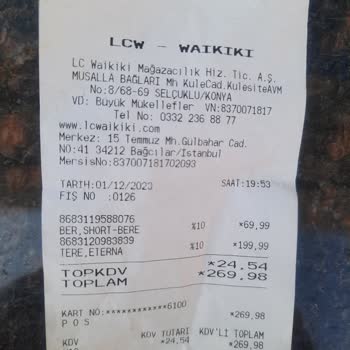 LCW - WAIKIKI
LC Waikiki Mağazacılık Hiz. Tic. A.Ş.
MUSALLA BAĞLARI Mh KuleCad.KulesiteAVM
No:8/68-69 SELÇUKLU/KONYA
VD: Büyük Mükellefler VN:8370071817
Tel No: 0332 236 88 77
www.lcwaikiki.com
Merkez: 15 Temmuz Mh.Gülbahar Cad.
NO:41 34212 Bağcılar/İstanbul
MersisNo:837007181702093
TARİH:01/12/2023 SAAT:19:53
FİŞ NO :0126
8683119588076
BER,SHORT-BERE %10 *69,99
8683120983839
TERE,ETERNA %10 *199,99
TOPKDV *24,54
TOPLAM *269,98
KART NO:************6100 *269,98
P O S
KDV TUTARI KDV'Lİ TOPLAM
KDV *24,54 *269,98